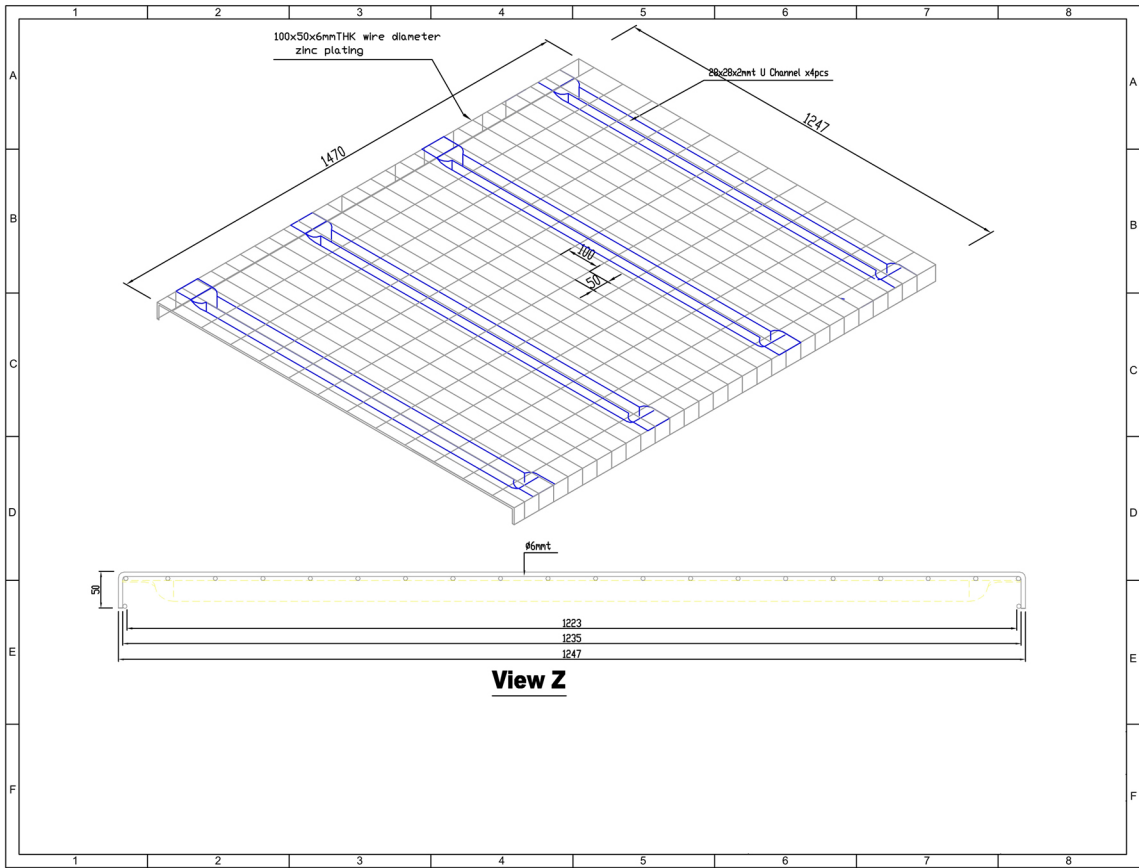 1 2 3 4 5 6 7 8
100x50x6mmTHK wire diameter
zinc plating
A A
28x28x2mmt U Channel x4pcs
1247
1470
B B
100
50
C C
D D
ø6mmt
50
1223
E E
1235
1247
View Z
F F
1 2 3 4 5 6 7 8